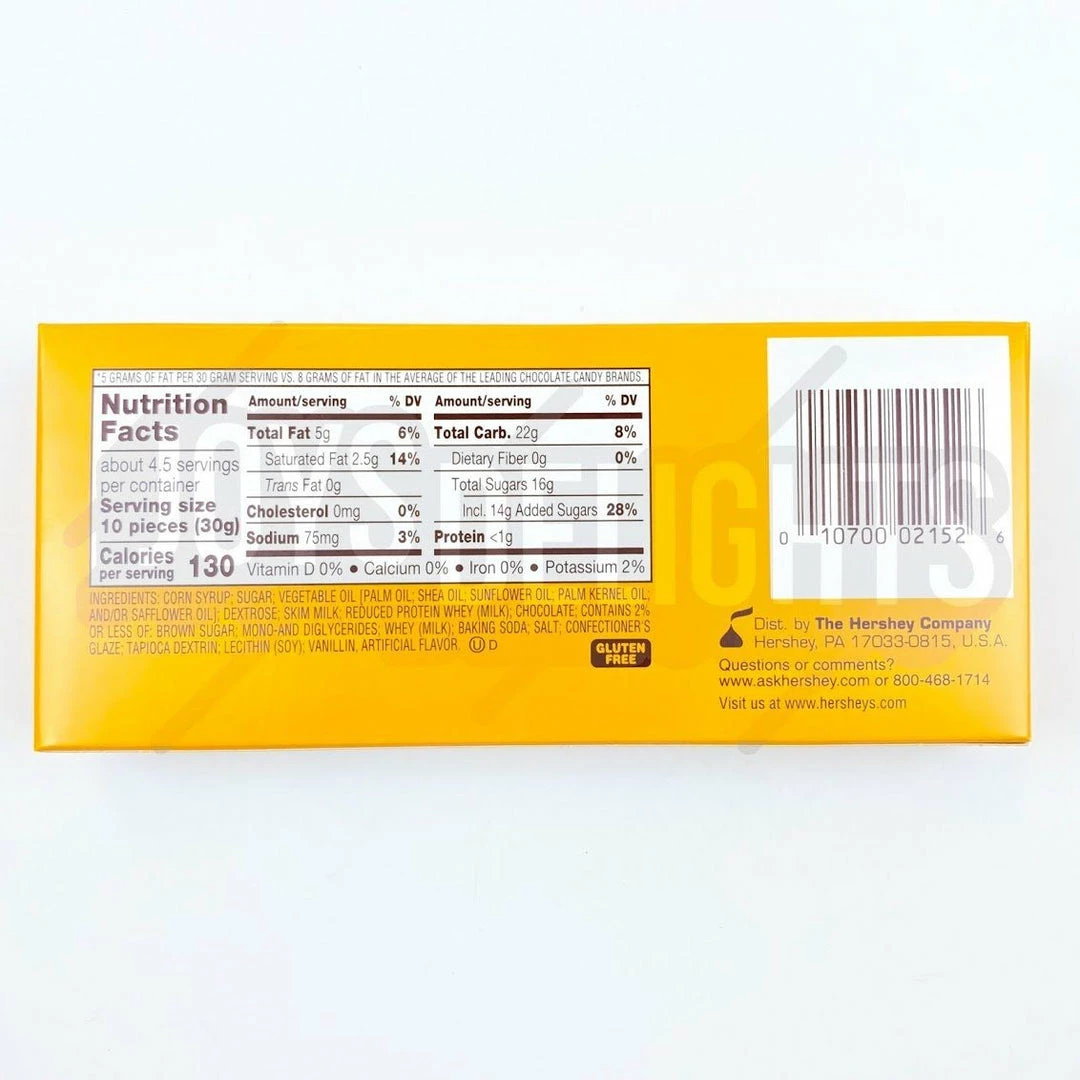 *5 GRAMS OF FAT PER 30 GRAM SERVING VS. 8 GRAMS OF FAT IN THE AVERAGE OF THE LEADING CHOCOLATE CANDY BRANDS.
Nutrition
Facts
about 4.5 servings
per container
Serving size
10 pieces (30g)
Calories
per serving 130
Amount/serving % DV
Total Fat 5g 6%
Saturated Fat 2.5g 14%
Trans Fat 0g
Cholesterol 0mg 0%
Sodium 75mg 3%
Amount/serving % DV
Total Carb. 22g 8%
Dietary Fiber 0g 0%
Total Sugars 16g
Incl. 14g Added Sugars 28%
Protein <1g
Vitamin D 0% • Calcium 0% • Iron 0% • Potassium 2%
INGREDIENTS: CORN SYRUP; SUGAR; VEGETABLE OIL [PALM OIL; SHEA OIL; SUNFLOWER OIL; PALM KERNEL OIL;
AND/OR SAFFLOWER OIL]; DEXTROSE; SKIM MILK; REDUCED PROTEIN WHEY (MILK); CHOCOLATE; CONTAINS 2%
OR LESS OF: BROWN SUGAR; MONO-AND DIGLYCERIDES; WHEY (MILK); BAKING SODA; SALT; CONFECTIONER'S
GLAZE; TAPIOCA DEXTRIN; LECITHIN (SOY); VANILLIN, ARTIFICIAL FLAVOR. Ⓤ D
GLUTEN
FREE
0 10700 02152 6
Dist. by The Hershey Company
Hershey, PA 17033-0815, U.S.A.
Questions or comments?
www.askhershey.com or 800-468-1714
Visit us at www.hersheys.com
JOYSDELIGHTS